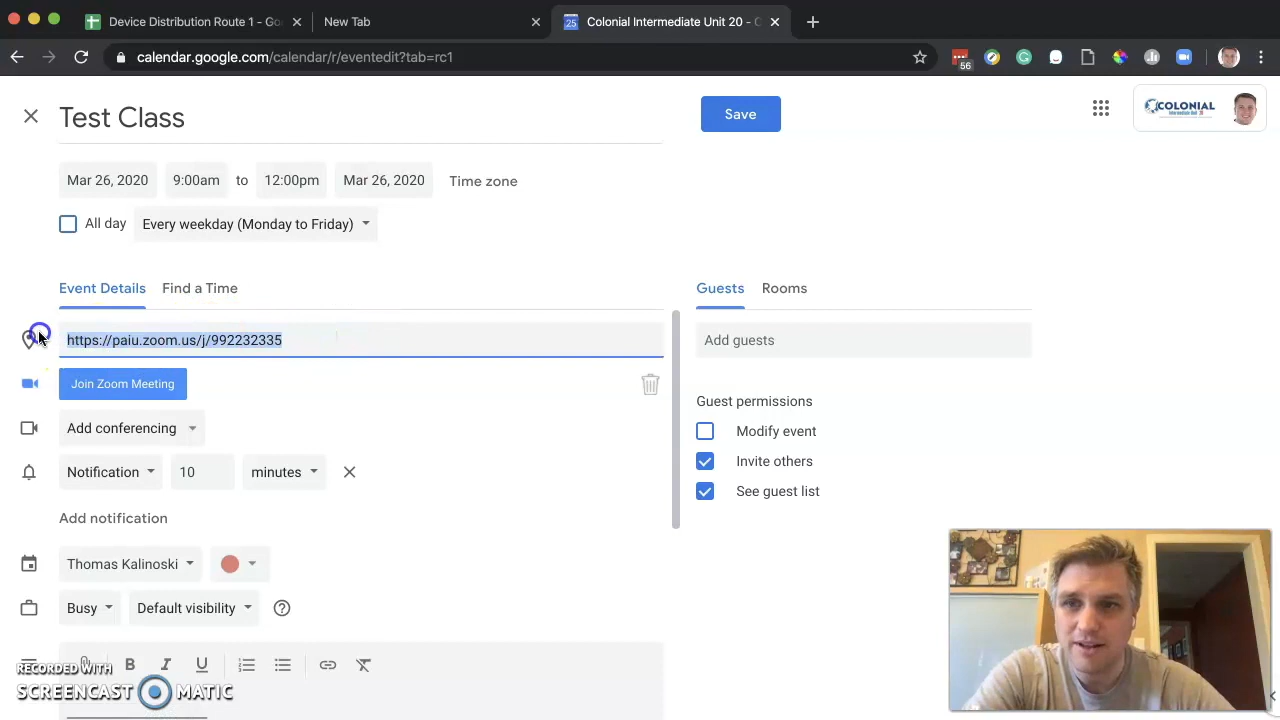 Device Distribution Route 1 - Go
New Tab
Colonial Intermediate Unit 20 - C
calendar.google.com/calendar/r/eventedit?tab=rc1
56
Test Class
Save
COLONIAL
Intermediate Unit 20
Mar 26, 2020 9:00am to 12:00pm Mar 26, 2020 Time zone
All day Every weekday (Monday to Friday)
Event Details Find a Time
Guests Rooms
https://paiu.zoom.us/j/992232335
Add guests
Join Zoom Meeting
Guest permissions
Add conferencing
Modify event
Invite others
Notification 10 minutes
See guest list
Add notification
Thomas Kalinoski
Busy Default visibility
B I U
RECORDED WITH
SCREENCAST MATIC